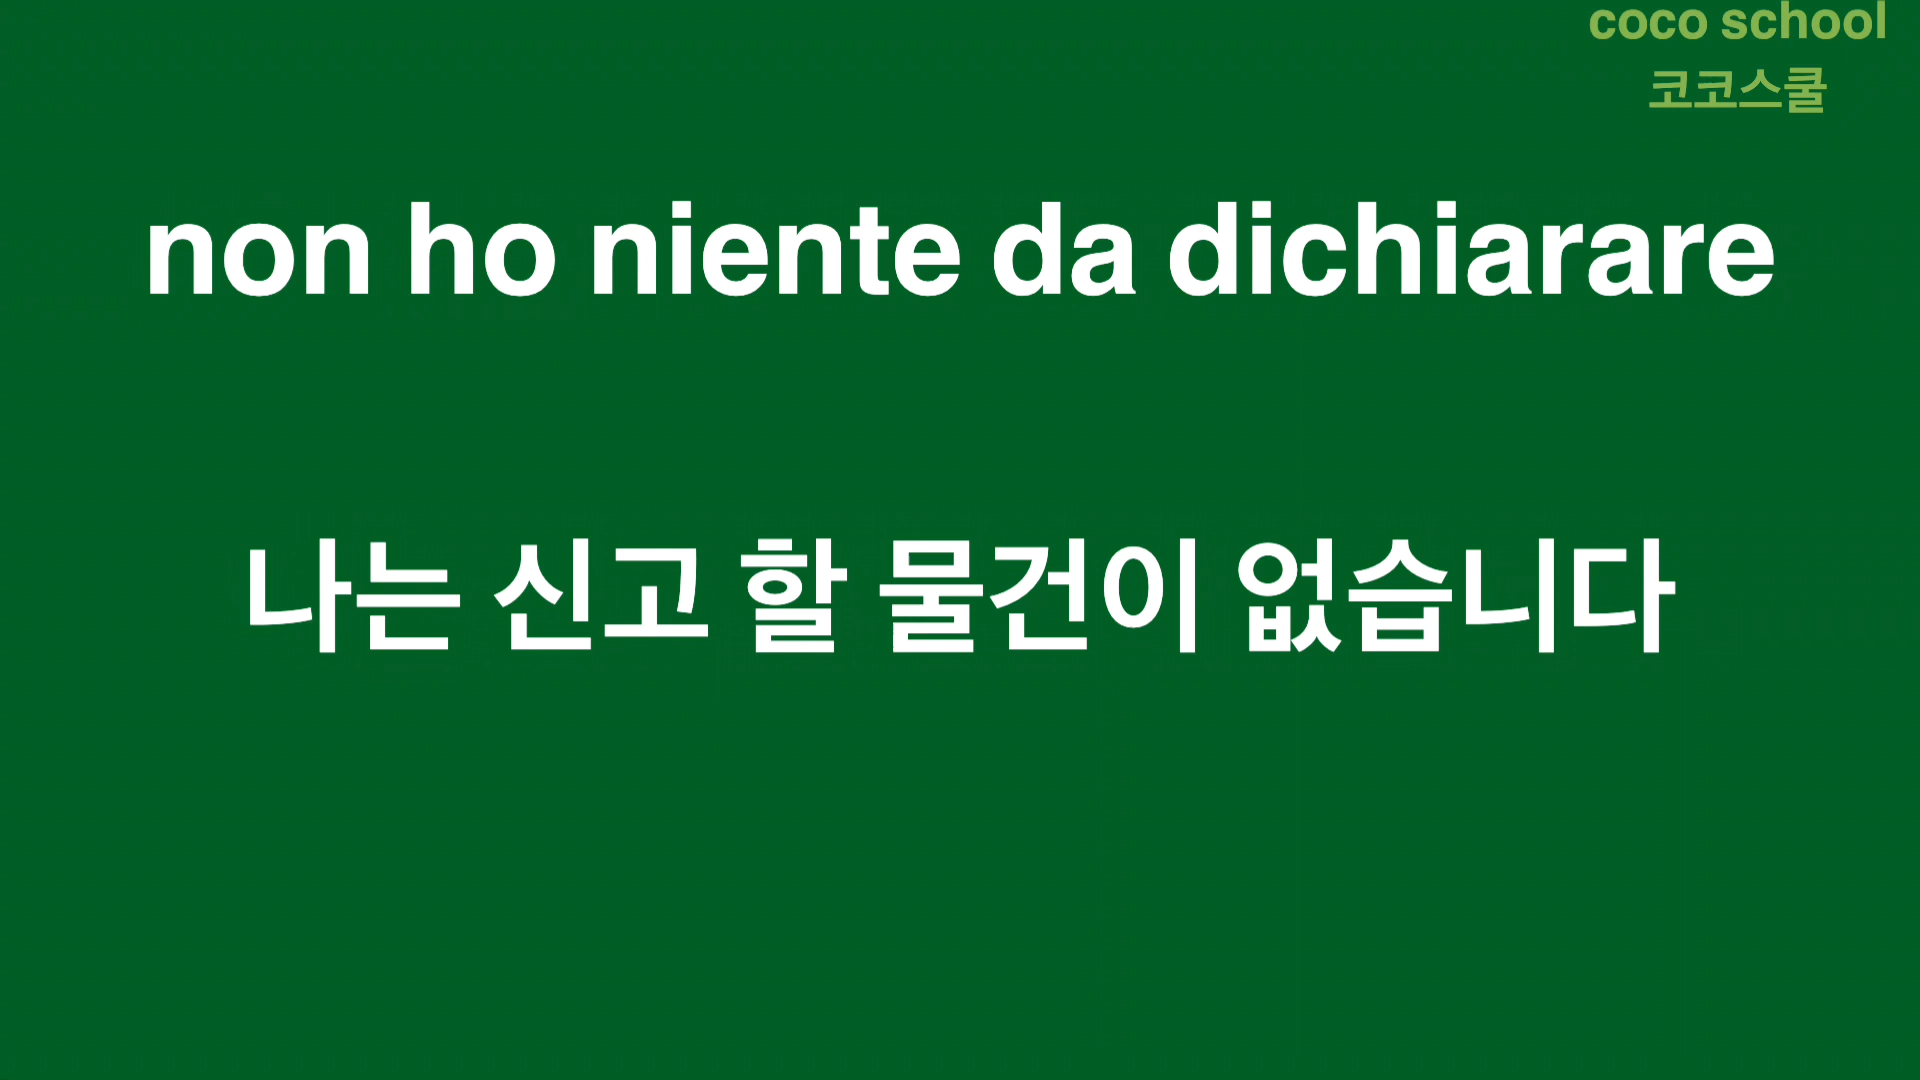 coco school
코코스쿨
non ho niente da dichiarare
나는 신고 할 물건이 없습니다